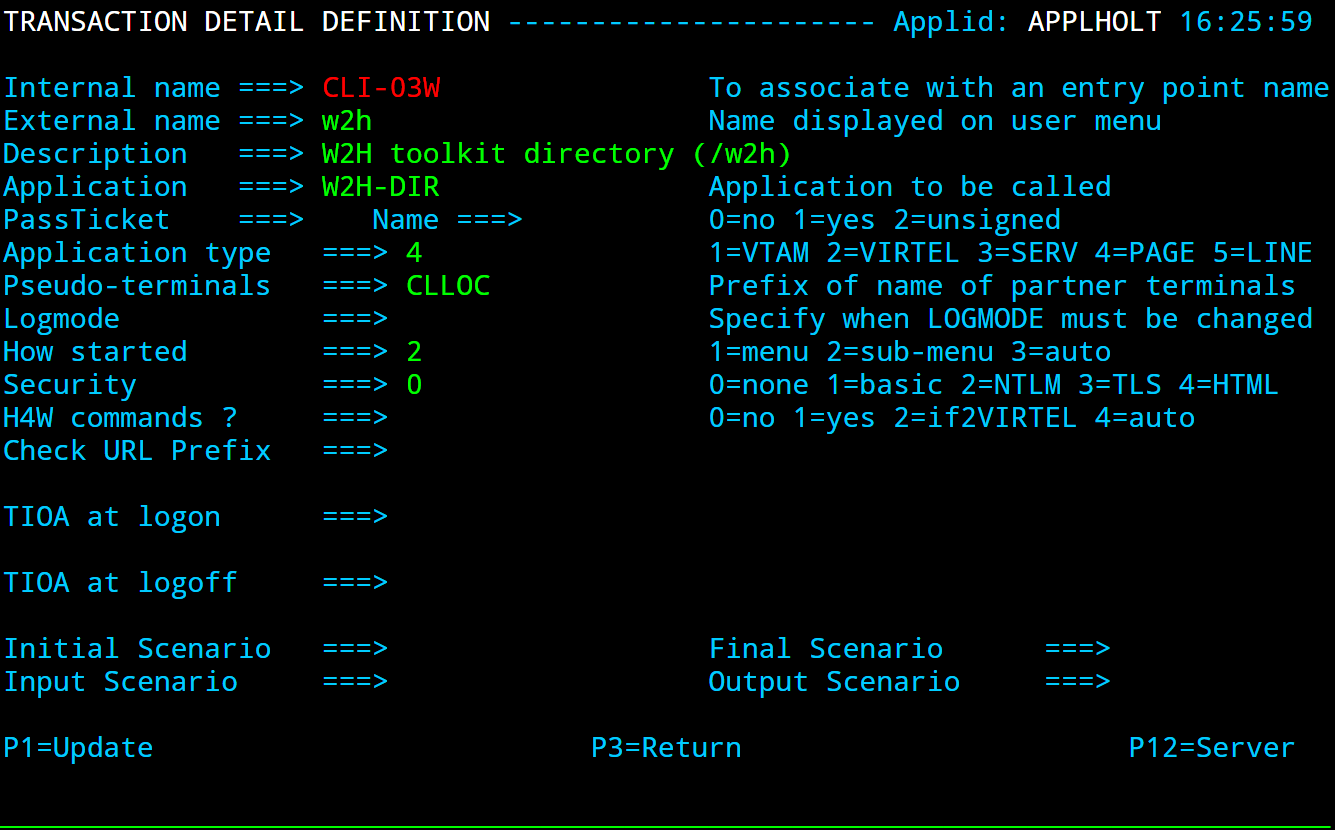 TRANSACTION DETAIL DEFINITION ---------------------- Applid: APPLHOLT 16:25:59
Internal name ===> CLI-03W To associate with an entry point name
External name ===> w2h Name displayed on user menu
Description ===> W2H toolkit directory (/w2h)
Application ===> W2H-DIR Application to be called
PassTicket ===> Name ===> 0=no 1=yes 2=unsigned
Application type ===> 4 1=VTAM 2=VIRTEL 3=SERV 4=PAGE 5=LINE
Pseudo-terminals ===> CLLOC Prefix of name of partner terminals
Logmode ===> Specify when LOGMODE must be changed
How started ===> 2 1=menu 2=sub-menu 3=auto
Security ===> 0 0=none 1=basic 2=NTLM 3=TLS 4=HTML
H4W commands ? ===> 0=no 1=yes 2=if2VIRTEL 4=auto
Check URL Prefix ===>
TIOA at logon ===>
TIOA at logoff ===>
Initial Scenario ===> Final Scenario ===>
Input Scenario ===> Output Scenario ===>
P1=Update P3=Return P12=Server